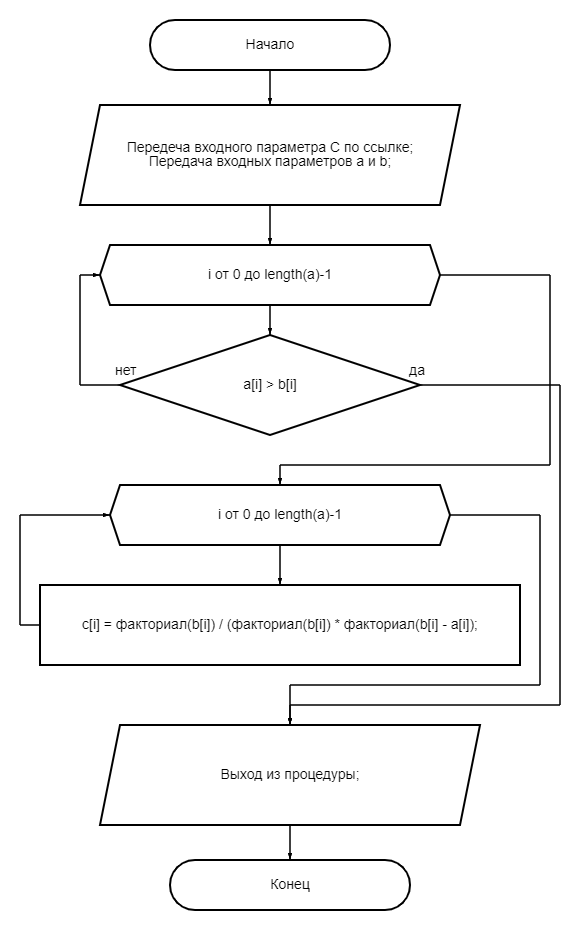 Начало
Передеча входного параметра C по ссылке;
Передача входных параметров a и b;
i от 0 до length(a)-1
нет
a[i] > b[i]
да
i от 0 до length(a)-1
c[i] = факториал(b[i]) / (факториал(b[i]) * факториал(b[i] - a[i]);
Выход из процедуры;
Конец